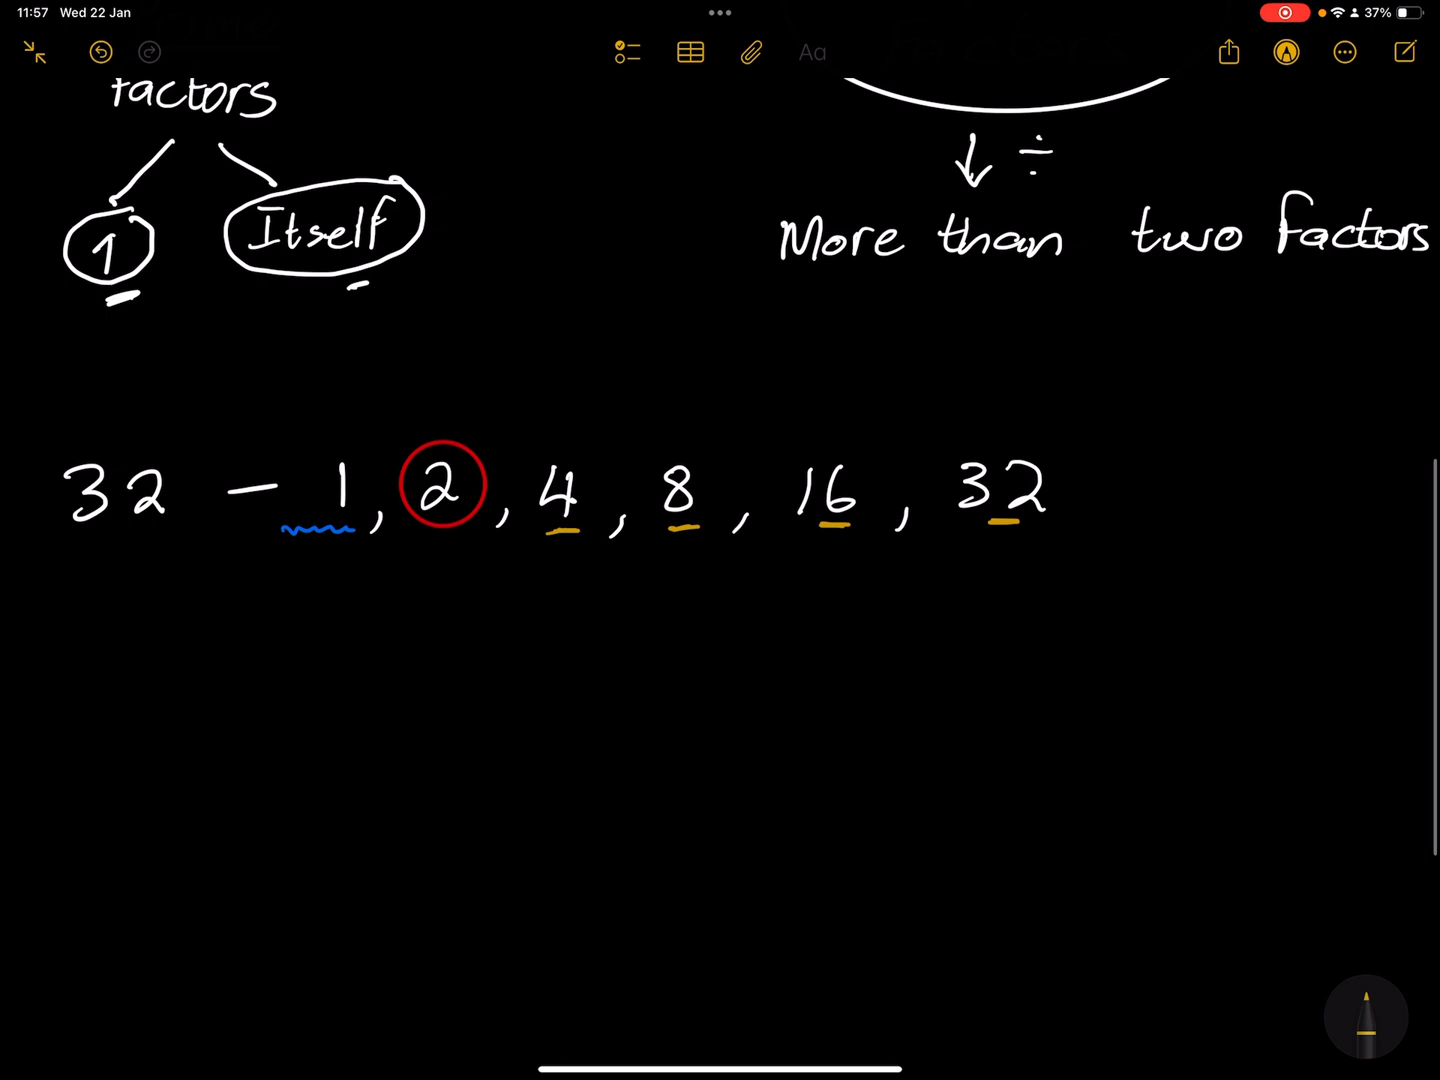 11:57 Wed 22 Jan 37%
Aa
factors
÷
1 Itself
More than two factors
32 – 1, 2, 4, 8, 16, 32